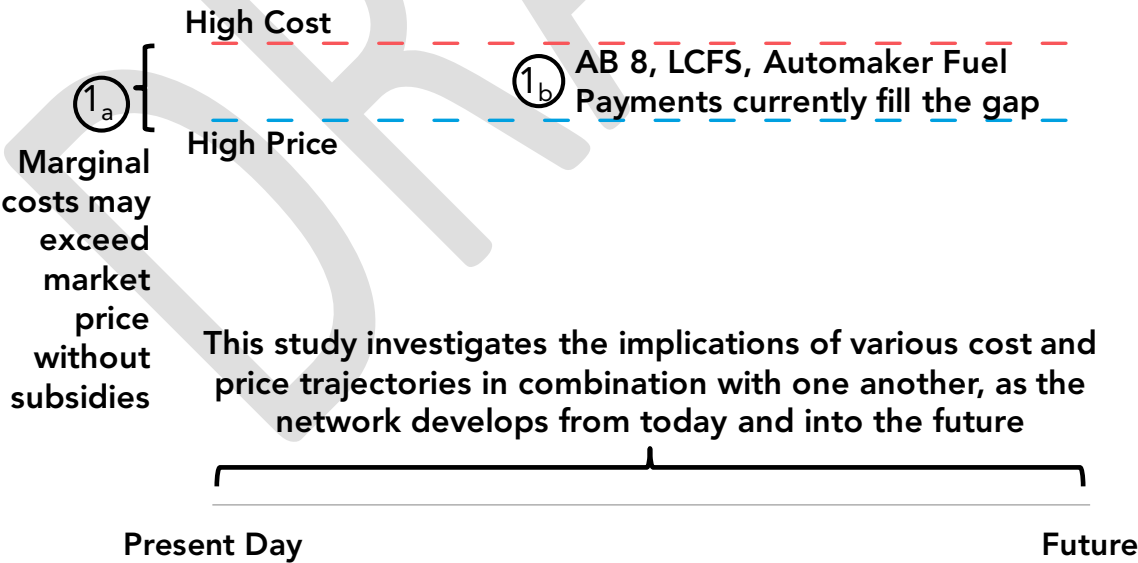 High Cost
1a
1b
AB 8, LCFS, Automaker Fuel
Payments currently fill the gap
High Price
Marginal
costs may
exceed
market
price
without
subsidies
This study investigates the implications of various cost and
price trajectories in combination with one another, as the
network develops from today and into the future
Present Day
Future